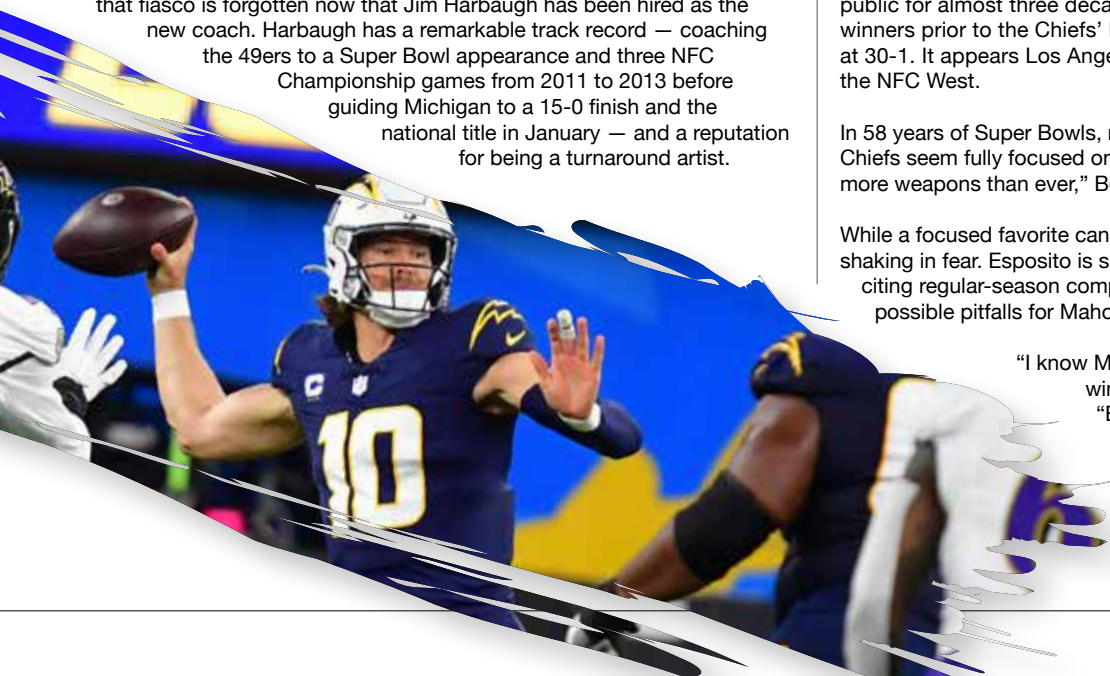 that fiasco is forgotten now that Jim Harbaugh has been hired as the
new coach. Harbaugh has a remarkable track record — coaching
the 49ers to a Super Bowl appearance and three NFC
Championship games from 2011 to 2013 before
guiding Michigan to a 15-0 finish and the
national title in January — and a reputation
for being a turnaround artist.
10
C
public for almost three deca
winners prior to the Chiefs’
at 30-1. It appears Los Ange
the NFC West.
In 58 years of Super Bowls,
Chiefs seem fully focused on
more weapons than ever,” B
While a focused favorite can
shaking in fear. Esposito is s
citing regular-season comp
possible pitfalls for Maho
“I know M
win
“E